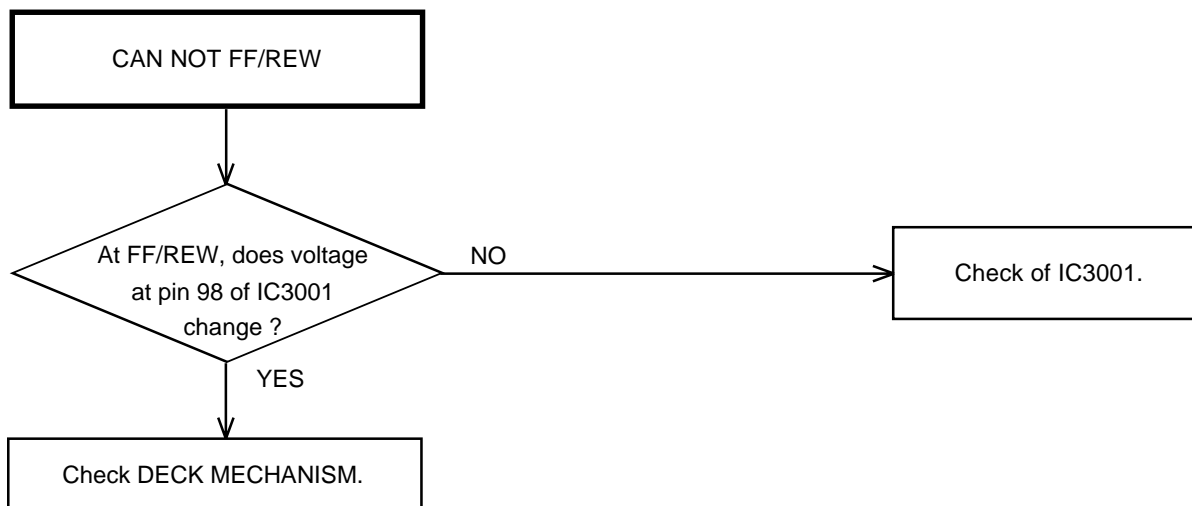 CAN NOT FF/REW
At FF/REW, does voltage
at pin 98 of IC3001
change ?
NO
Check of IC3001.
YES
Check DECK MECHANISM.